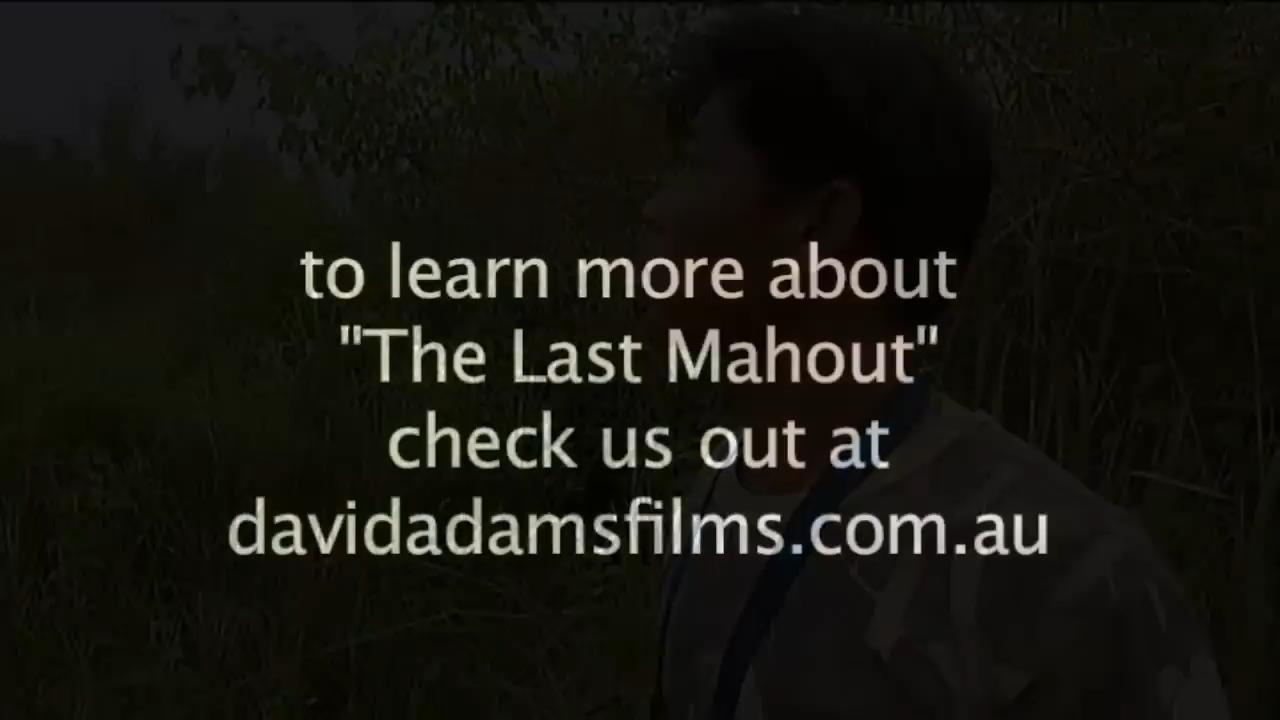 to learn more about
"The Last Mahout"
check us out at
davidadamsfilms.com.au